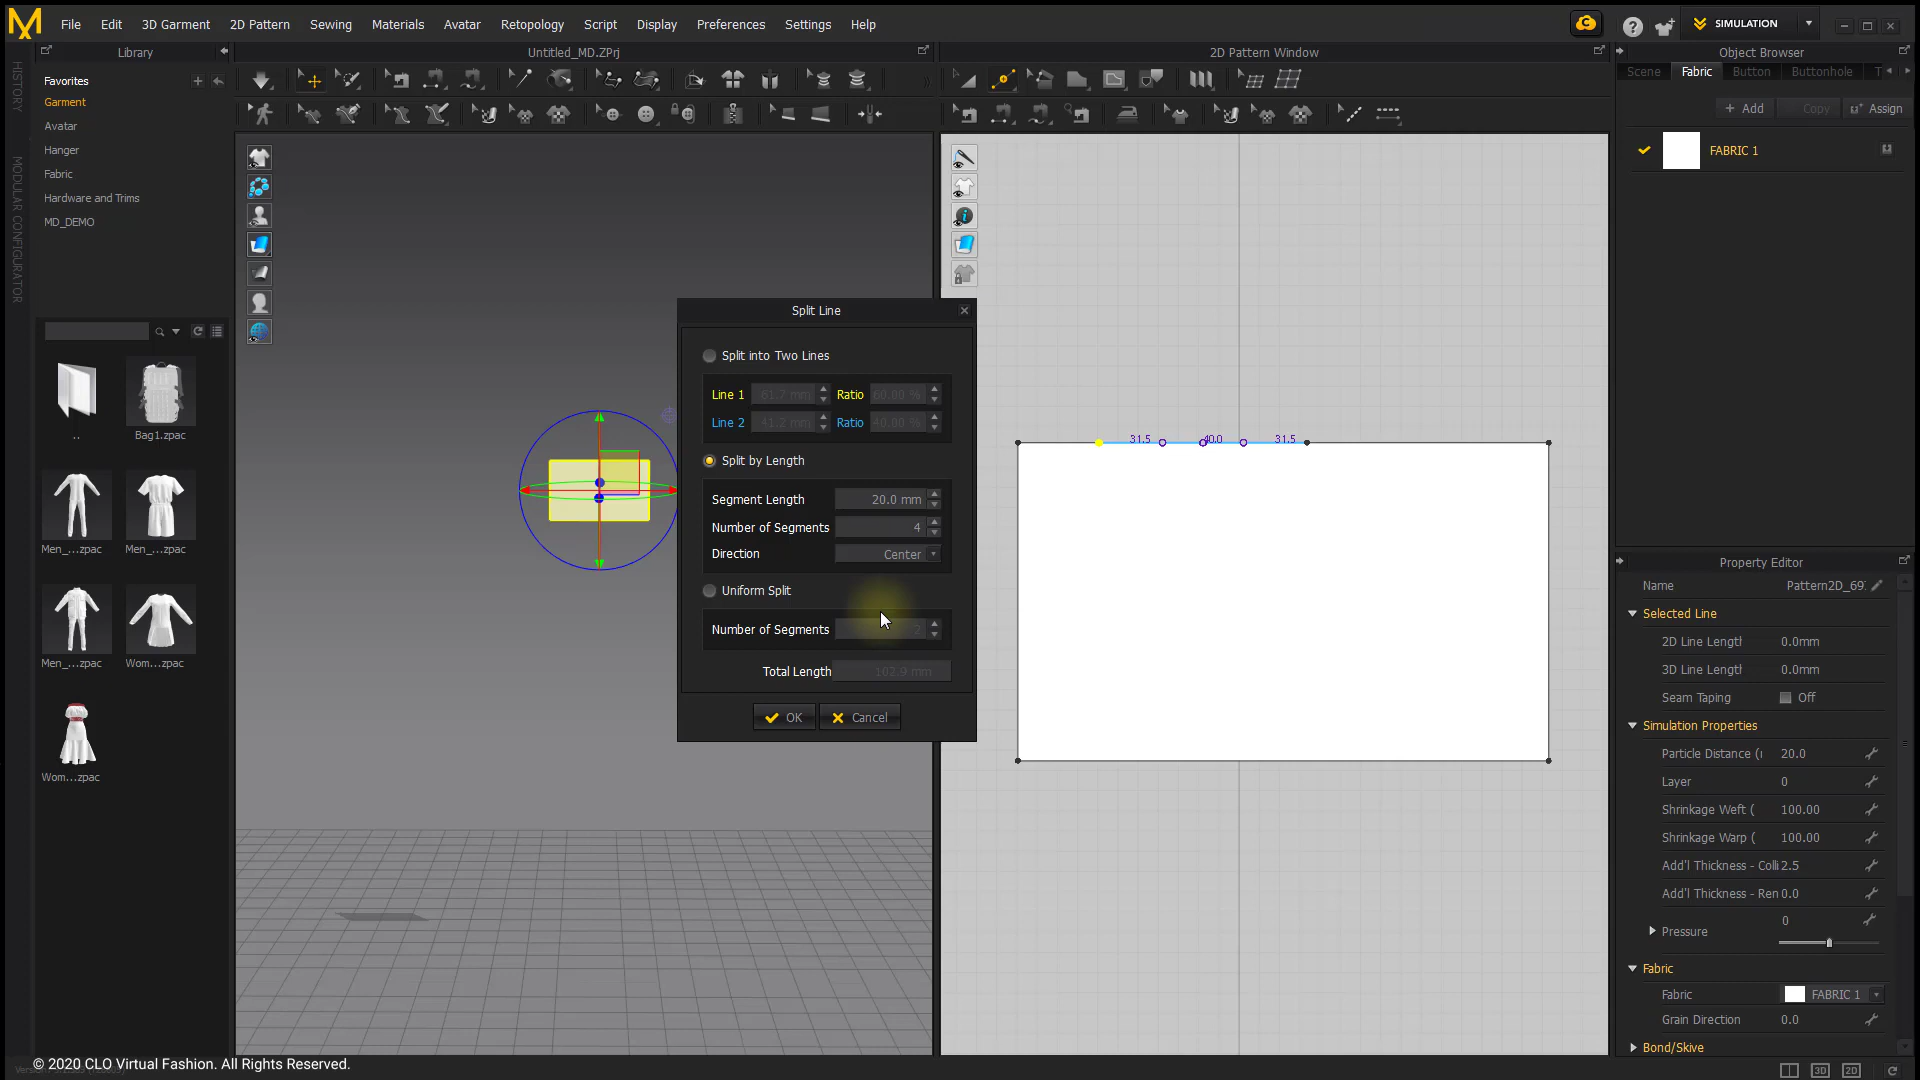 File Edit 3D Garment 2D Pattern Sewing Materials Avatar Retopology Script Display Preferences Settings Help
SIMULATION
Library
Untitled_MD.ZPrj
2D Pattern Window
Object Browser
HISTORY
MODULAR CONFIGURATOR
Favorites
Garment
Avatar
Hanger
Fabric
Hardware and Trims
MD_DEMO
..
Bag1.zpac
Men_...zpac
Men_...zpac
Men_...zpac
Wom...zpac
Wom...zpac
Split Line
Split into Two Lines
Line 1 61.7 mm Ratio 60.00 %
Line 2 41.2 mm Ratio 40.00 %
Split by Length
Segment Length 20.0 mm
Number of Segments 4
Direction Center
Uniform Split
Number of Segments 2
Total Length 102.9 mm
OK Cancel
31.5 40.0 31.5
Scene Fabric Button Buttonhole T
+ Add Copy Assign
FABRIC 1
Property Editor
Name Pattern2D_69
Selected Line
2D Line Length 0.0mm
3D Line Length 0.0mm
Seam Taping Off
Simulation Properties
Particle Distance ( 20.0
Layer 0
Shrinkage Weft ( 100.00
Shrinkage Warp ( 100.00
Add'l Thickness - Colli 2.5
Add'l Thickness - Ren 0.0
Pressure 0
Fabric
Fabric FABRIC 1
Grain Direction 0.0
Bond/Skive
3D 2D
© 2020 CLO Virtual Fashion. All Rights Reserved.